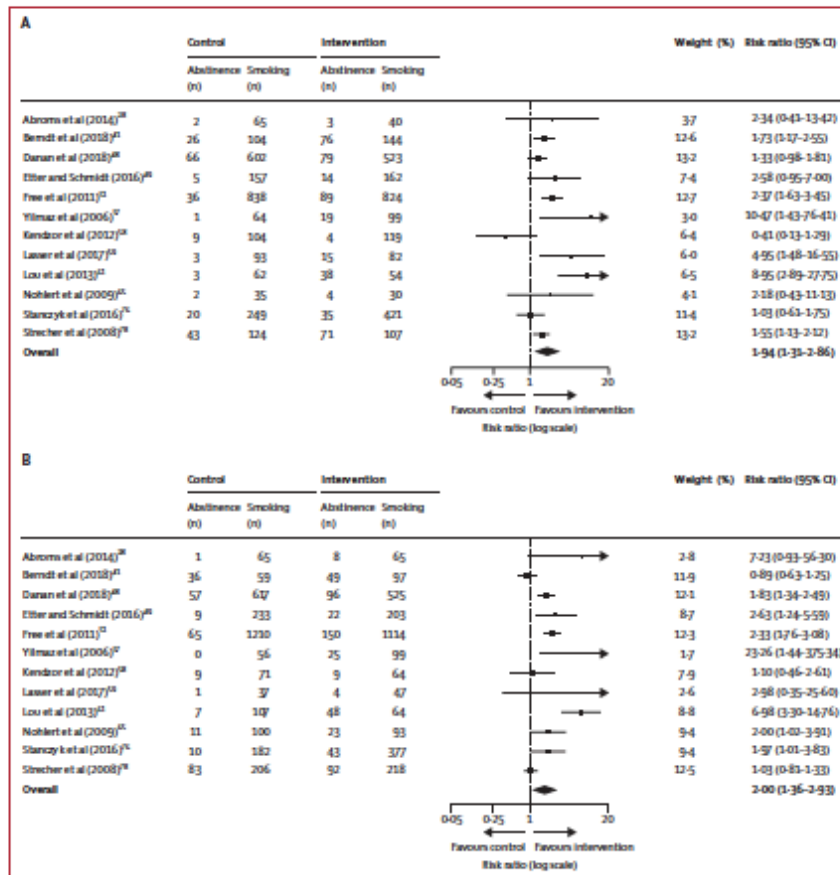 A
Control Intervention Weight (%) Risk ratio (95% CI)
Abstinence (n) Smoking (n) Abstinence (n) Smoking (n)
Abroms et al (2014) 2 65 3 40 3·7 2·34 (0·41–13·42)
Berndt et al (2018) 26 104 76 144 12·6 1·73 (1·17–2·55)
Danan et al (2018) 66 602 79 523 13·2 1·33 (0·98–1·81)
Etter and Schmidt (2016) 5 157 14 162 7·4 2·58 (0·95–7·00)
Free et al (2011) 36 838 89 824 12·7 2·37 (1·63–3·45)
Yilmaz et al (2006) 1 64 19 99 3·0 10·47 (1·43–76·41)
Kendzor et al (2012) 9 104 4 119 6·4 0·41 (0·13–1·29)
Lasser et al (2017) 3 93 15 82 6·0 4·95 (1·48–16·55)
Lou et al (2013) 3 62 38 54 6·5 8·95 (2·89–27·75)
Nohlert et al (2009) 2 35 4 30 4·1 2·18 (0·43–11·13)
Stanczyk et al (2016) 20 249 35 421 11·4 1·03 (0·61–1·75)
Strecher et al (2008) 43 124 71 107 13·2 1·55 (1·13–2·12)
Overall 1·94 (1·31–2·86)
0·05 0·25 1 20
Favours control Favours intervention
Risk ratio (log scale)
B
Control Intervention Weight (%) Risk ratio (95% CI)
Abstinence (n) Smoking (n) Abstinence (n) Smoking (n)
Abroms et al (2014) 1 65 8 65 2·8 7·23 (0·93–56·30)
Berndt et al (2018) 36 59 49 97 11·9 0·89 (0·63–1·25)
Danan et al (2018) 57 617 96 525 12·1 1·83 (1·34–2·49)
Etter and Schmidt (2016) 9 233 22 203 8·7 2·63 (1·24–5·59)
Free et al (2011) 65 1210 150 1114 12·3 2·33 (1·76–3·08)
Yilmaz et al (2006) 0 56 25 99 1·7 23·26 (1·44–375·34)
Kendzor et al (2012) 9 71 9 64 7·9 1·10 (0·46–2·61)
Lasser et al (2017) 1 37 4 47 2·6 2·98 (0·35–25·60)
Lou et al (2013) 7 107 48 64 8·8 6·98 (3·30–14·76)
Nohlert et al (2009) 11 100 23 93 9·4 2·00 (1·02–3·91)
Stanczyk et al (2016) 10 182 43 377 9·4 1·97 (1·01–3·83)
Strecher et al (2008) 83 206 92 218 12·5 1·03 (0·81–1·33)
Overall 2·00 (1·36–2·93)
0·05 0·25 1 20
Favours control Favours intervention
Risk ratio (log scale)